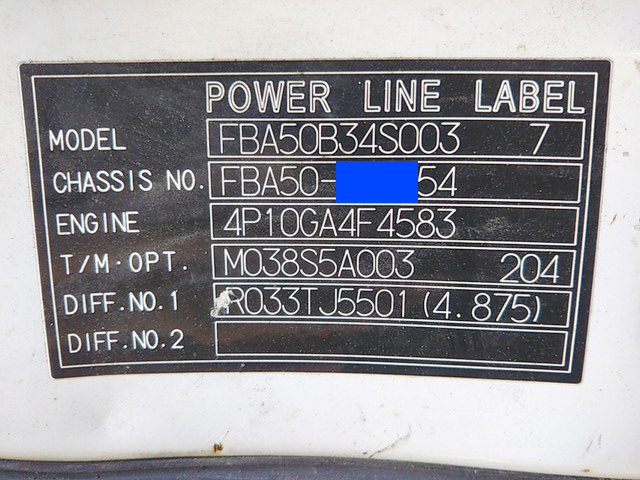 POWER LINE LABEL
MODEL FBA50B34S003 7
CHASSIS NO. FBA50-54
ENGINE 4P10GA4F4583
T/M·OPT. M038S5A003 204
DIFF.NO.1 R033TJ5501 (4.875)
DIFF.NO.2